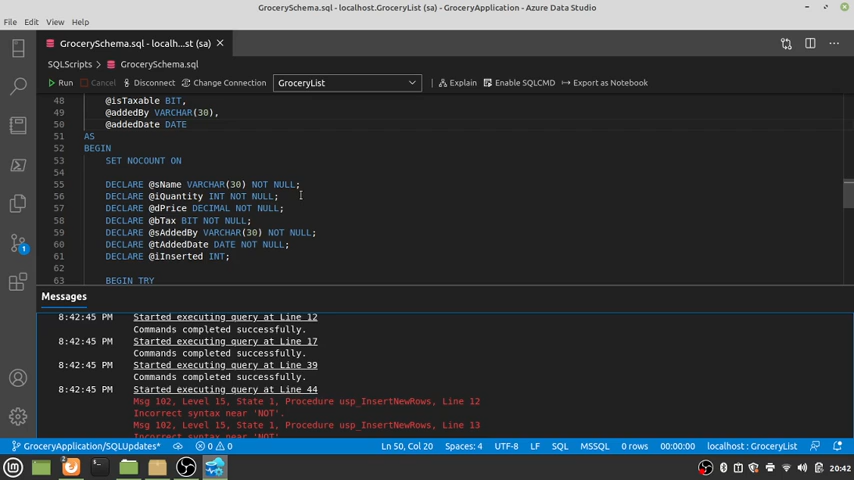 GrocerySchema.sql - localhost.GroceryList (sa) - GroceryApplication - Azure Data Studio
File Edit View Help
GrocerySchema.sql - localhos...st (sa)
SQLScripts > GrocerySchema.sql
Run Cancel Disconnect Change Connection GroceryList Explain Enable SQLCMD Export as Notebook
48 @isTaxable BIT,
49 @addedBy VARCHAR(30),
50 @addedDate DATE
51 AS
52 BEGIN
53 SET NOCOUNT ON
54
55 DECLARE @sName VARCHAR(30) NOT NULL;
56 DECLARE @iQuantity INT NOT NULL;
57 DECLARE @dPrice DECIMAL NOT NULL;
58 DECLARE @bTax BIT NOT NULL;
59 DECLARE @sAddedBy VARCHAR(30) NOT NULL;
60 DECLARE @tAddedDate DATE NOT NULL;
61 DECLARE @iInserted INT;
62
63 BEGIN TRY
Messages
8:42:45 PM Started executing query at Line 12
Commands completed successfully.
8:42:45 PM Started executing query at Line 17
Commands completed successfully.
8:42:45 PM Started executing query at Line 39
Commands completed successfully.
8:42:45 PM Started executing query at Line 44
Msg 102, Level 15, State 1, Procedure usp_InsertNewRows, Line 12
Incorrect syntax near 'NOT'.
Msg 102, Level 15, State 1, Procedure usp_InsertNewRows, Line 13
Incorrect syntax near 'NOT'.
1
GroceryApplication/SQLUpdates* 0 0 Ln 50, Col 20 Spaces: 4 UTF-8 LF SQL MSSQL 0 rows 00:00:00 localhost : GroceryList
2 20:42